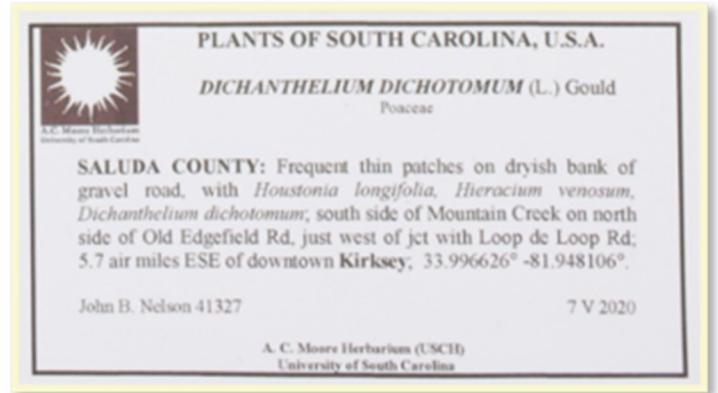 PLANTS OF SOUTH CAROLINA, U.S.A.
DICHANTHELIUM DICHOTOMUM (L.) Gould
Poaceae
A.C. Moore Herbarium
University of South Carolina
SALUDA COUNTY: Frequent thin patches on dryish bank of
gravel road, with Houstonia longifolia, Hieracium venosum,
Dichanthelium dichotomum; south side of Mountain Creek on north
side of Old Edgefield Rd, just west of jct with Loop de Loop Rd;
5.7 air miles ESE of downtown Kirksey; 33.996626° -81.948106°.
John B. Nelson 41327
7 V 2020
A. C. Moore Herbarium (USCH)
University of South Carolina